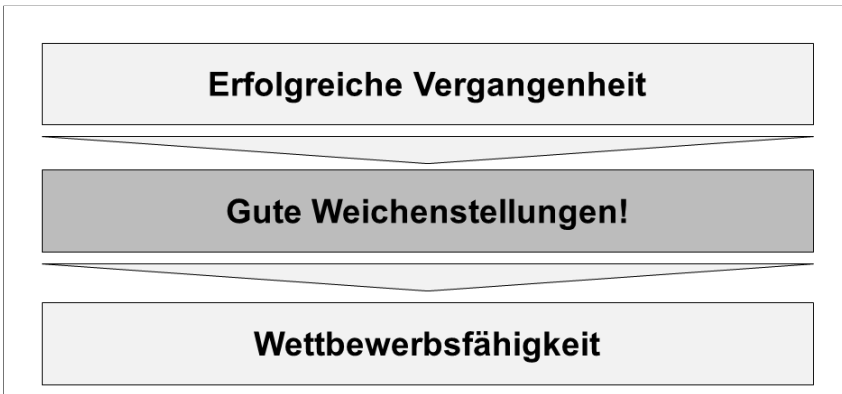 Erfolgreiche Vergangenheit
Gute Weichenstellungen!
Wettbewerbsfähigkeit